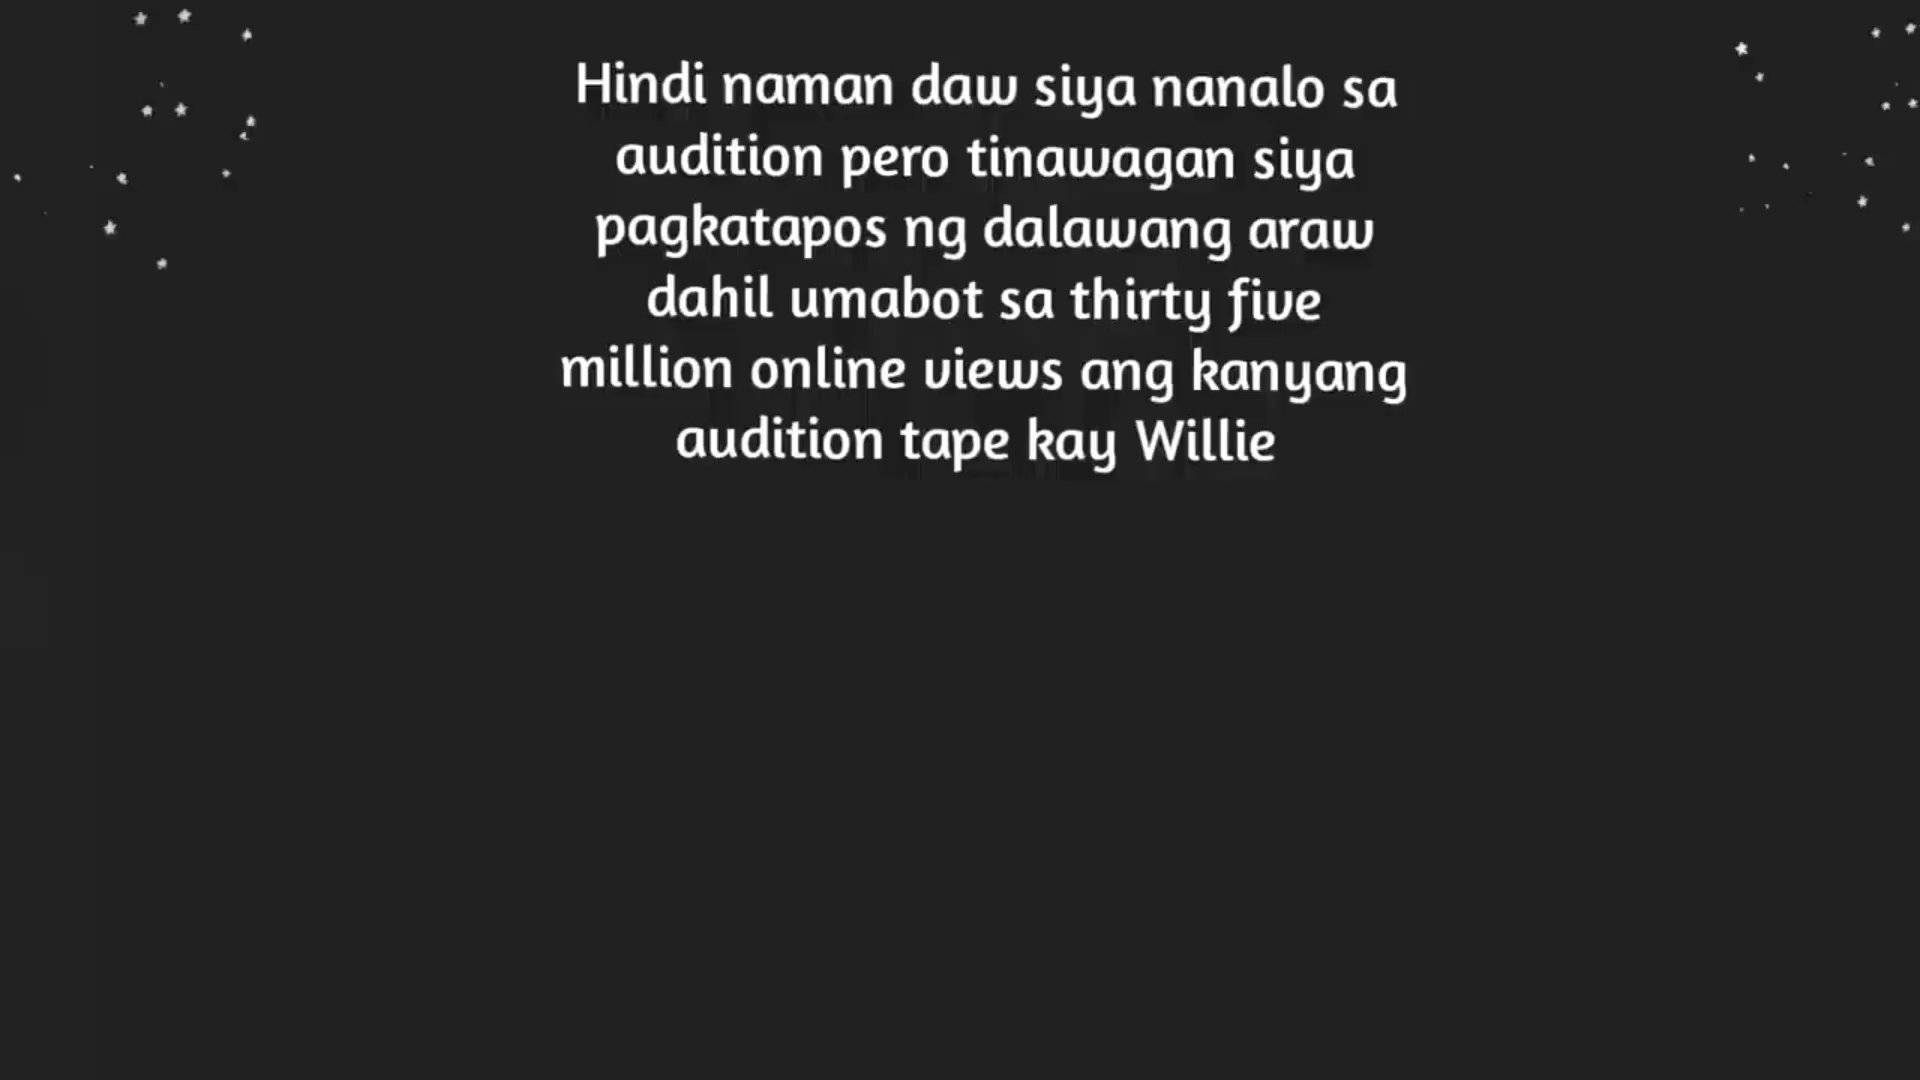 Hindi naman daw siya nanalo sa
audition pero tinawagan siya
pagkatapos ng dalawang araw
dahil umabot sa thirty five
million online views ang kanyang
audition tape kay Willie